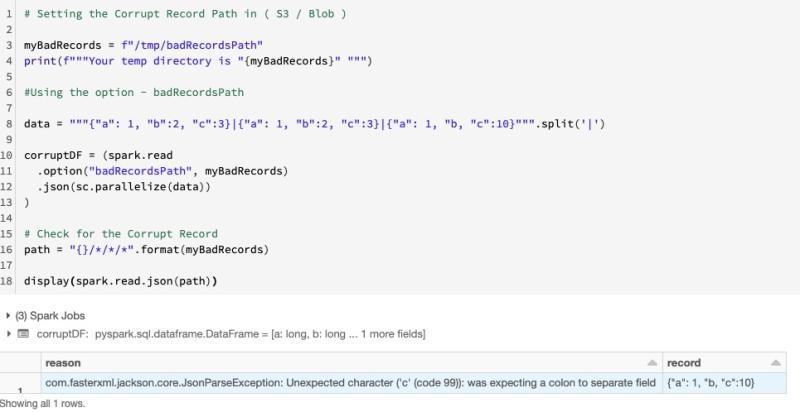 1 # Setting the Corrupt Record Path in ( S3 / Blob )
2
3 myBadRecords = f"/tmp/badRecordsPath"
4 print(f"""Your temp directory is "{myBadRecords}" """)
5
6 #Using the option - badRecordsPath
7
8 data = """{"a": 1, "b":2, "c":3}|{"a": 1, "b":2, "c":3}|{"a": 1, "b, "c":10}""".split('|')
9
10 corruptDF = (spark.read
11 .option("badRecordsPath", myBadRecords)
12 .json(sc.parallelize(data))
13 )
14
15 # Check for the Corrupt Record
16 path = "{}/*/*/*".format(myBadRecords)
17
18 display(spark.read.json(path))
(3) Spark Jobs
corruptDF: pyspark.sql.dataframe.DataFrame = [a: long, b: long ... 1 more fields]
reason record
1 com.fasterxml.jackson.core.JsonParseException: Unexpected character ('c' (code 99)): was expecting a colon to separate field {"a": 1, "b, "c":10}
Showing all 1 rows.